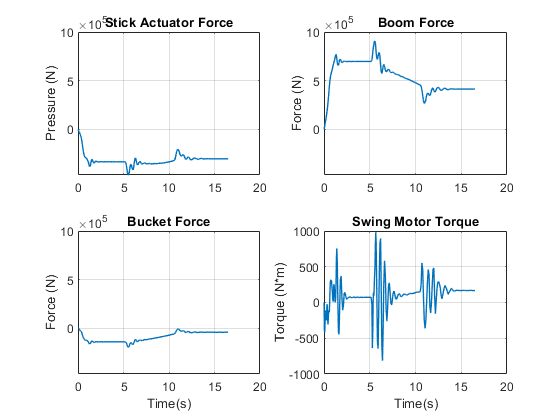 Stick Actuator Force
×10^5
10
5
0
Pressure (N)
0 5 10 15 20
Boom Force
×10^5
10
5
0
Force (N)
0 5 10 15 20
Bucket Force
×10^5
10
0
Force (N)
0 5 10 15 20
Time(s)
Swing Motor Torque
1000
500
0
-500
-1000
Torque (N*m)
0 5 10 15 20
Time(s)